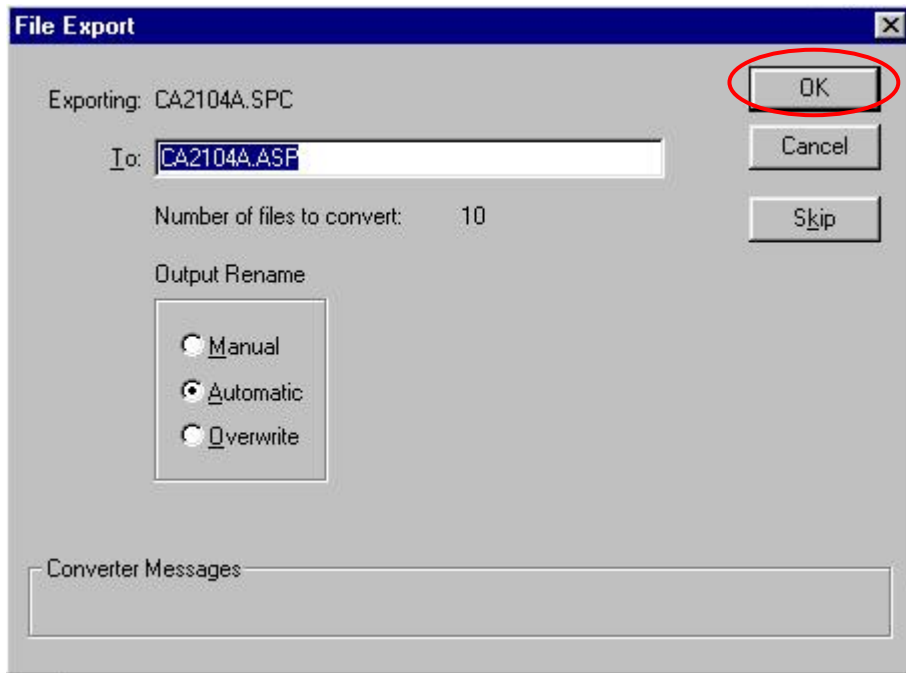 File Export
Exporting: CA2104A.SPC
OK
To: CA2104A.ASP
Cancel
Number of files to convert: 10
Skip
Output Rename
Manual
Automatic
Overwrite
Converter Messages